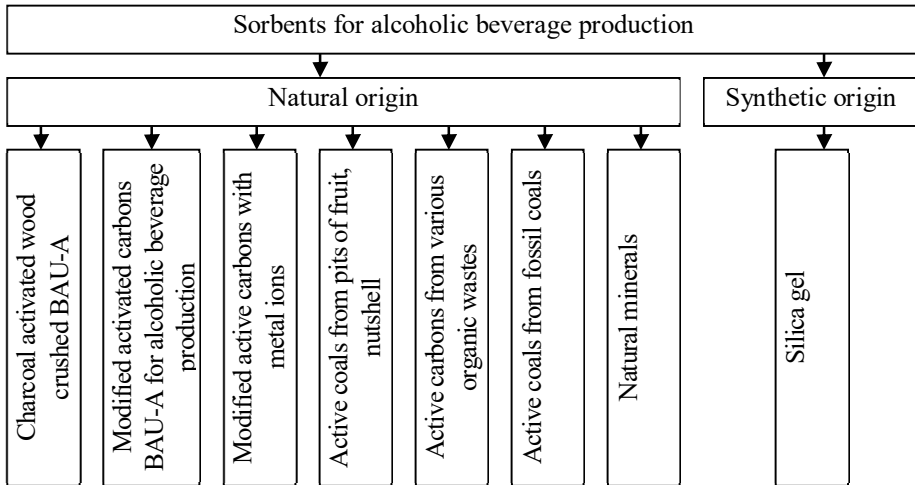 Sorbents for alcoholic beverage production
Natural origin
Synthetic origin
Charcoal activated wood
crushed BAU-A
Modified activated carbons
BAU-A for alcoholic beverage
production
Modified active carbons with
metal ions
Active coals from pits of fruit,
nutshell
Active carbons from various
organic wastes
Active coals from fossil coals
Natural minerals
Silica gel